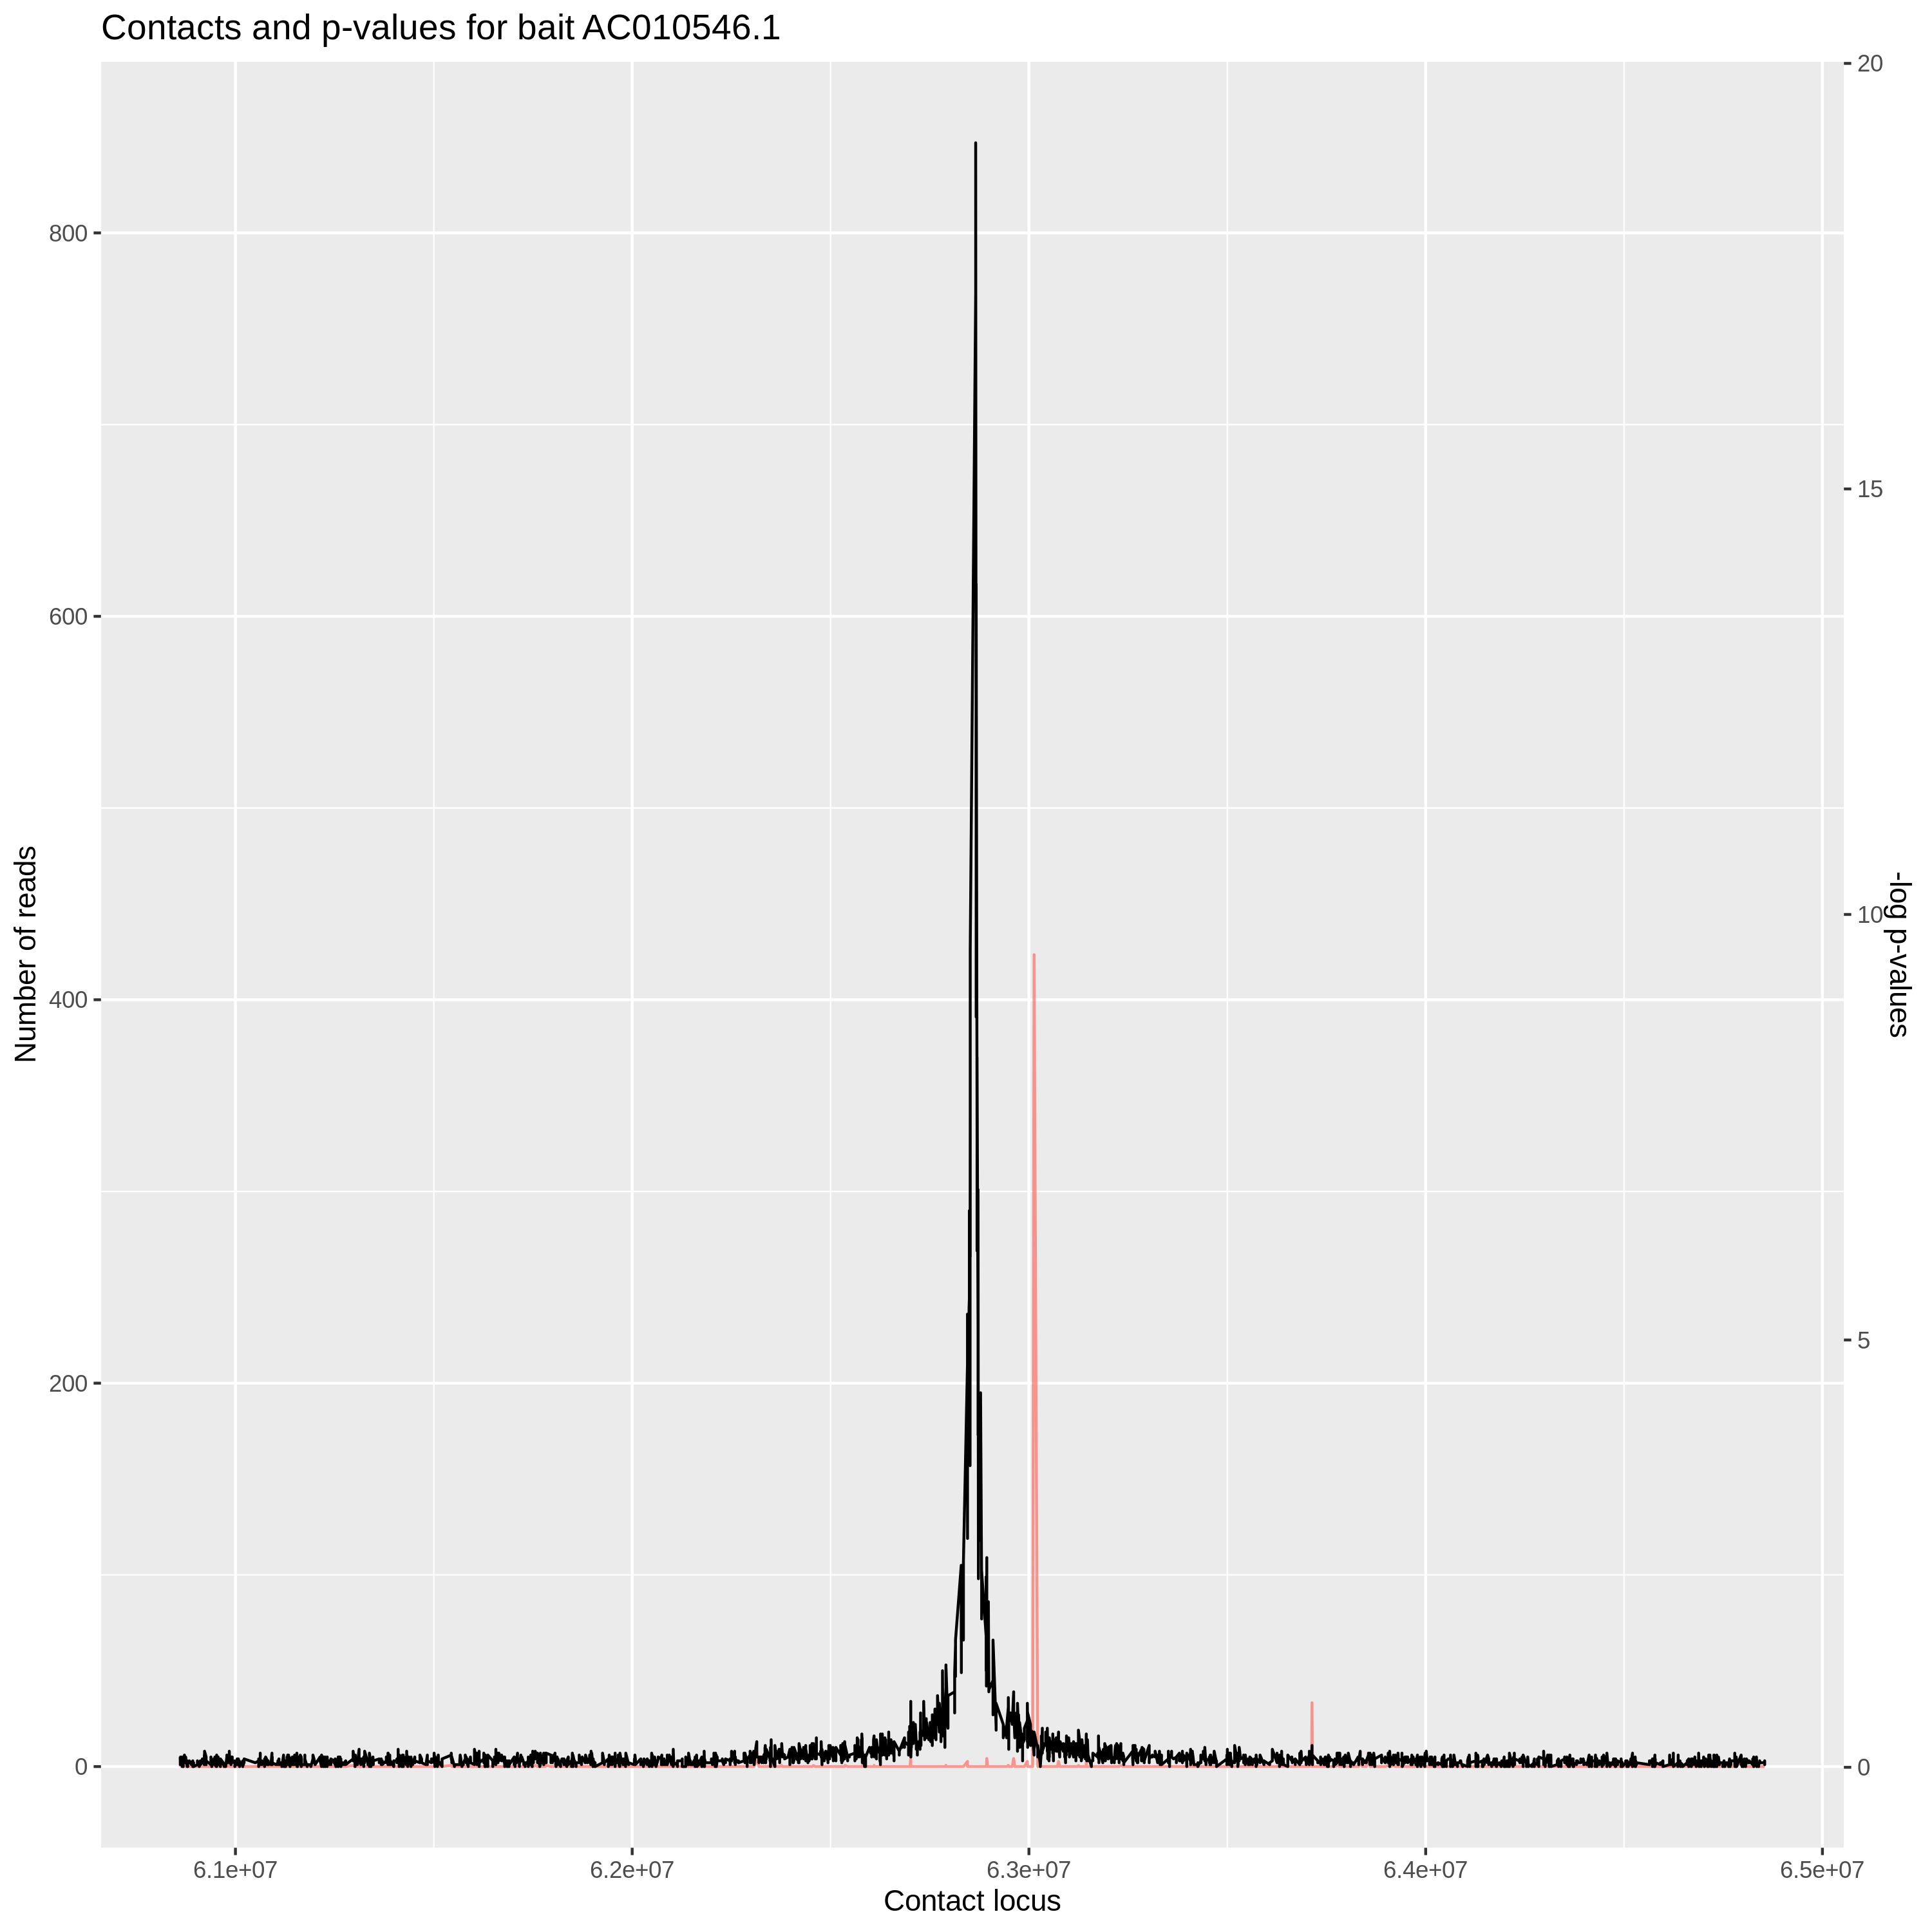 Contacts and p-values for bait AC010546.1
20
800
15
600
Number of reads
10
-log p-values
400
5
200
0
0
6.1e+07
6.2e+07
6.3e+07
6.4e+07
6.5e+07
Contact locus